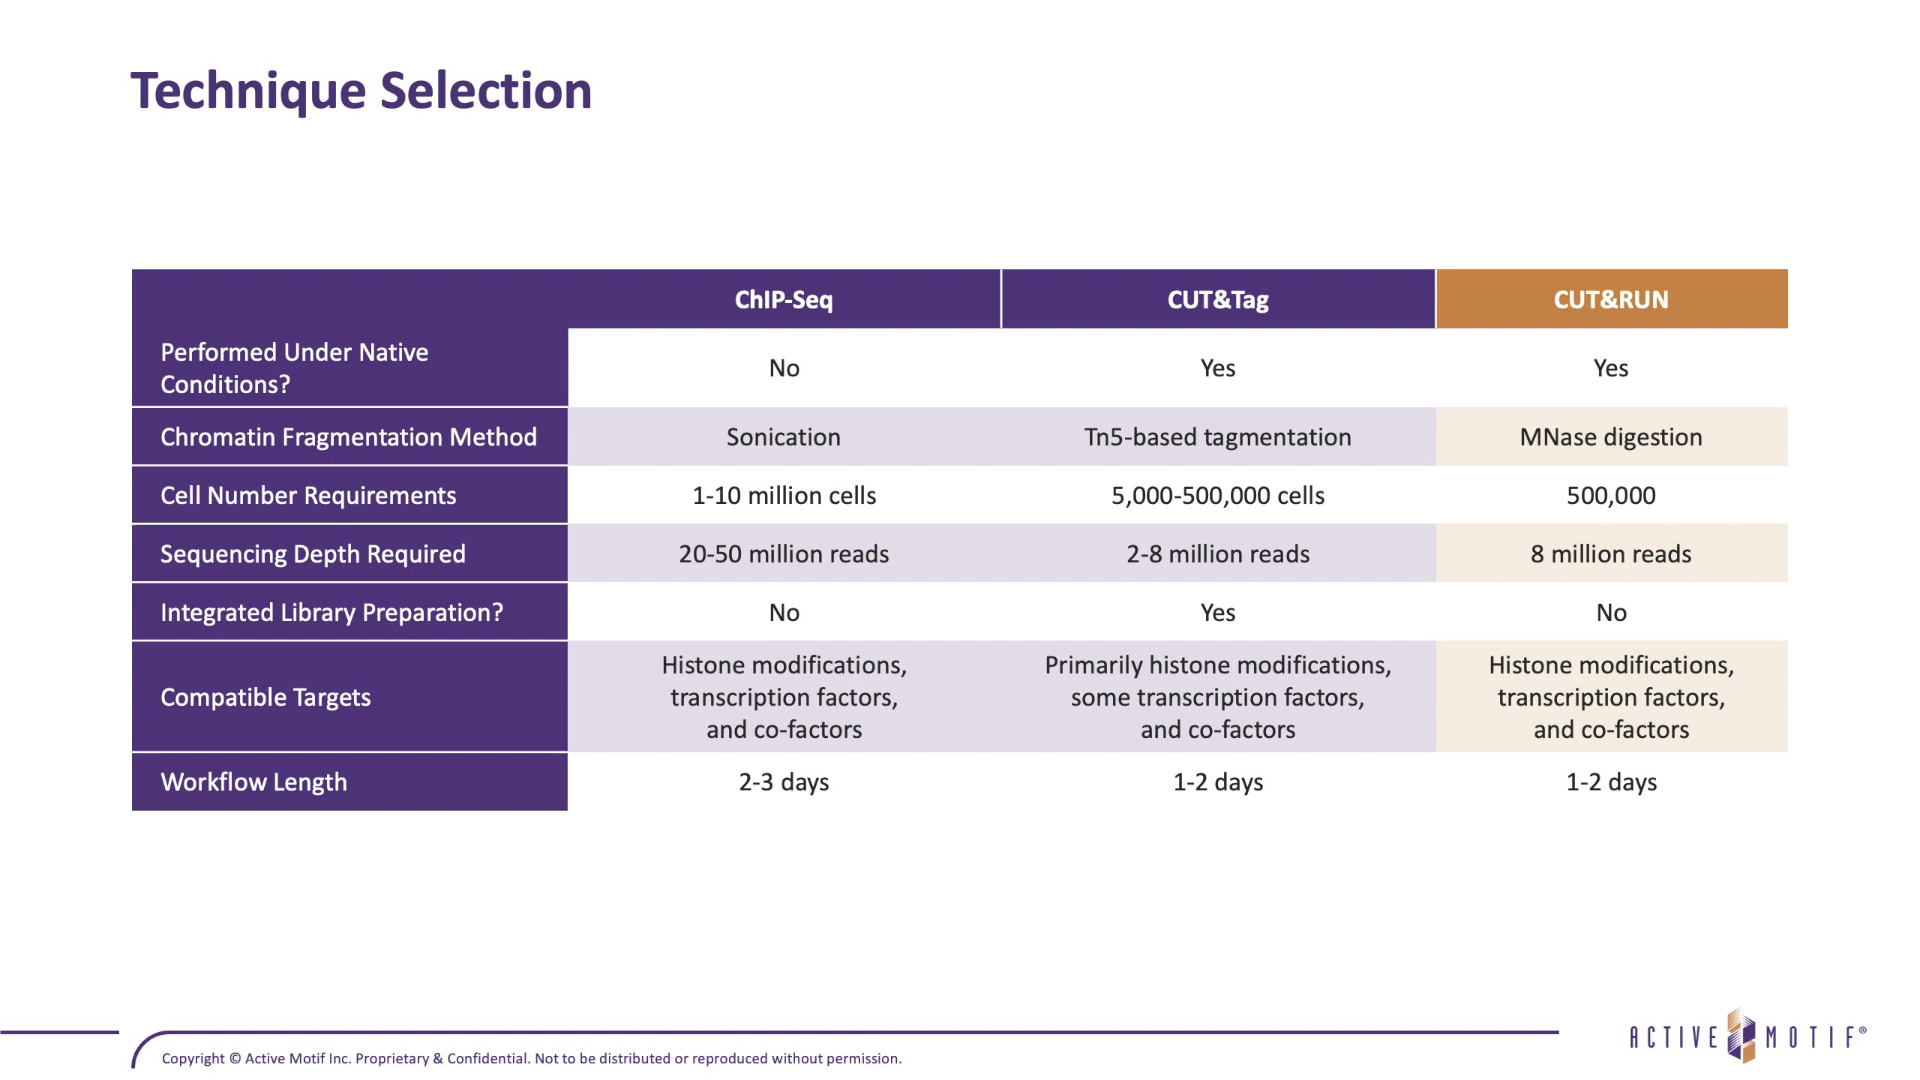 Technique Selection
ChIP-Seq CUT&Tag CUT&RUN
Performed Under Native
Conditions? No Yes Yes
Chromatin Fragmentation Method Sonication Tn5-based tagmentation MNase digestion
Cell Number Requirements 1-10 million cells 5,000-500,000 cells 500,000
Sequencing Depth Required 20-50 million reads 2-8 million reads 8 million reads
Integrated Library Preparation? No Yes No
Histone modifications, Primarily histone modifications, Histone modifications,
Compatible Targets transcription factors, some transcription factors, transcription factors,
and co-factors and co-factors and co-factors
Workflow Length 2-3 days 1-2 days 1-2 days
Copyright © Active Motif Inc. Proprietary & Confidential. Not to be distributed or reproduced without permission.
ACTIVE MOTIF®